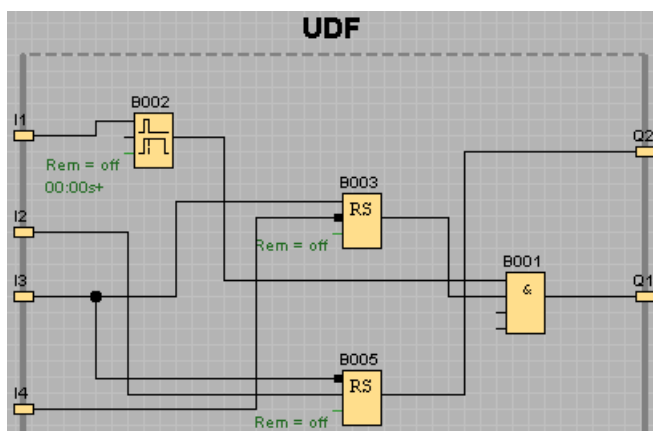 UDF
B002
I1
Q2
Rem = off
00:00s+
B003
RS
I2
Rem = off
B001
&
I3
Q1
B005
RS
I4
Rem = off